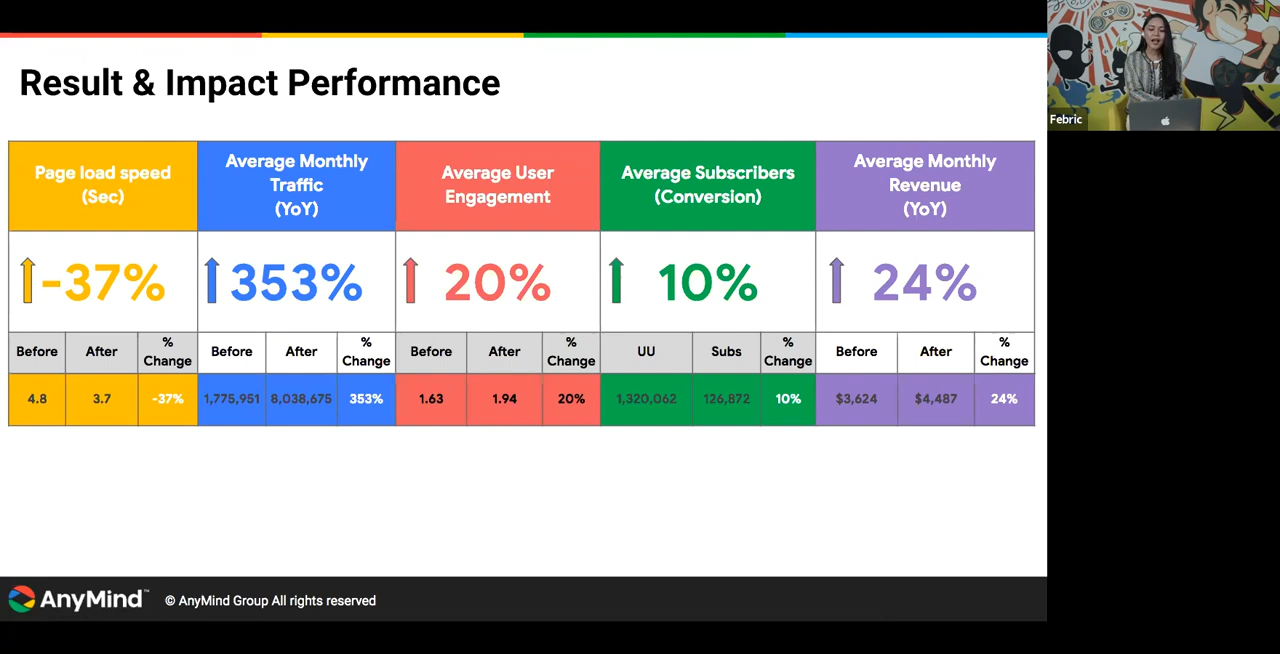 Result & Impact Performance
Febric
Page load speed
(Sec)
Average Monthly
Traffic
(YoY)
Average User
Engagement
Average Subscribers
(Conversion)
Average Monthly
Revenue
(YoY)
-37%
353%
20%
10%
24%
Before After % Change Before After % Change Before After % Change UU Subs % Change Before After % Change
4.8 3.7 -37% 1,775,951 8,038,675 353% 1.63 1.94 20% 1,320,062 126,872 10% $3,624 $4,487 24%
AnyMind™ © AnyMind Group All rights reserved